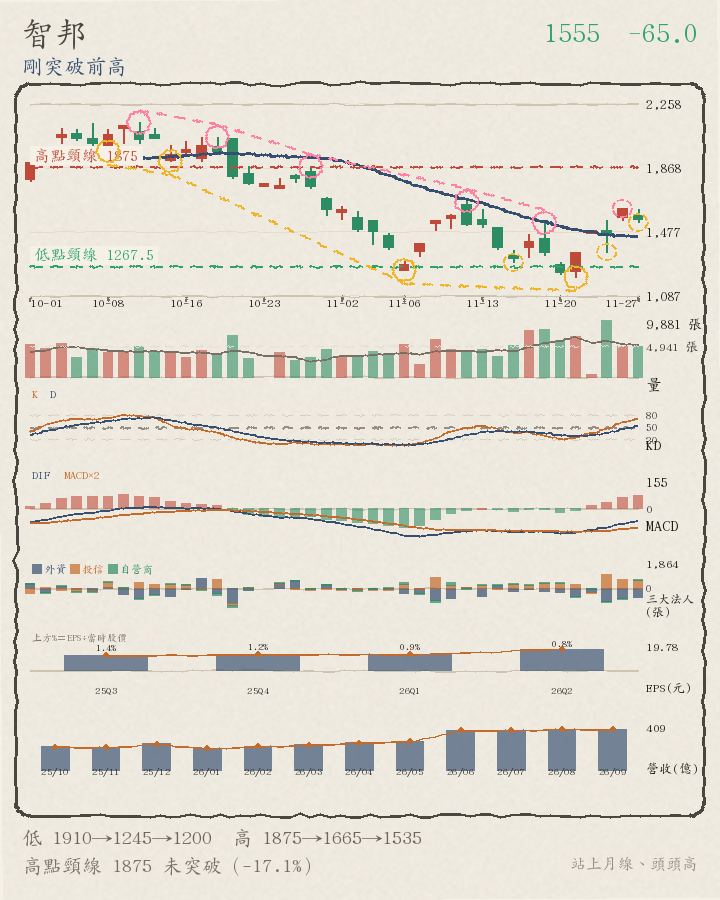 智邦
1555 -65.0
剛突破前高
2,258
高點頸線 1875
1,868
1,477
低點頸線 1267.5
1,087
10-01 10-08 10-16 10-23 11-02 11-06 11-13 11-20 11-27
9,881 張
4,941 張
量
K D
80
50
20
KD
DIF MACD×2
155
0
MACD
外資 投信 自營商
1,864
0
三大法人
(張)
上方%=EPS÷當時股價
1.4% 1.2% 0.9% 0.8%
19.78
25Q3 25Q4 26Q1 26Q2
EPS(元)
409
25/10 25/11 25/12 26/01 26/02 26/03 26/04 26/05 26/06 26/07 26/08 26/09
營收(億)
低 1910→1245→1200 高 1875→1665→1535
高點頸線 1875 未突破 (-17.1%)
站上月線、頭頭高